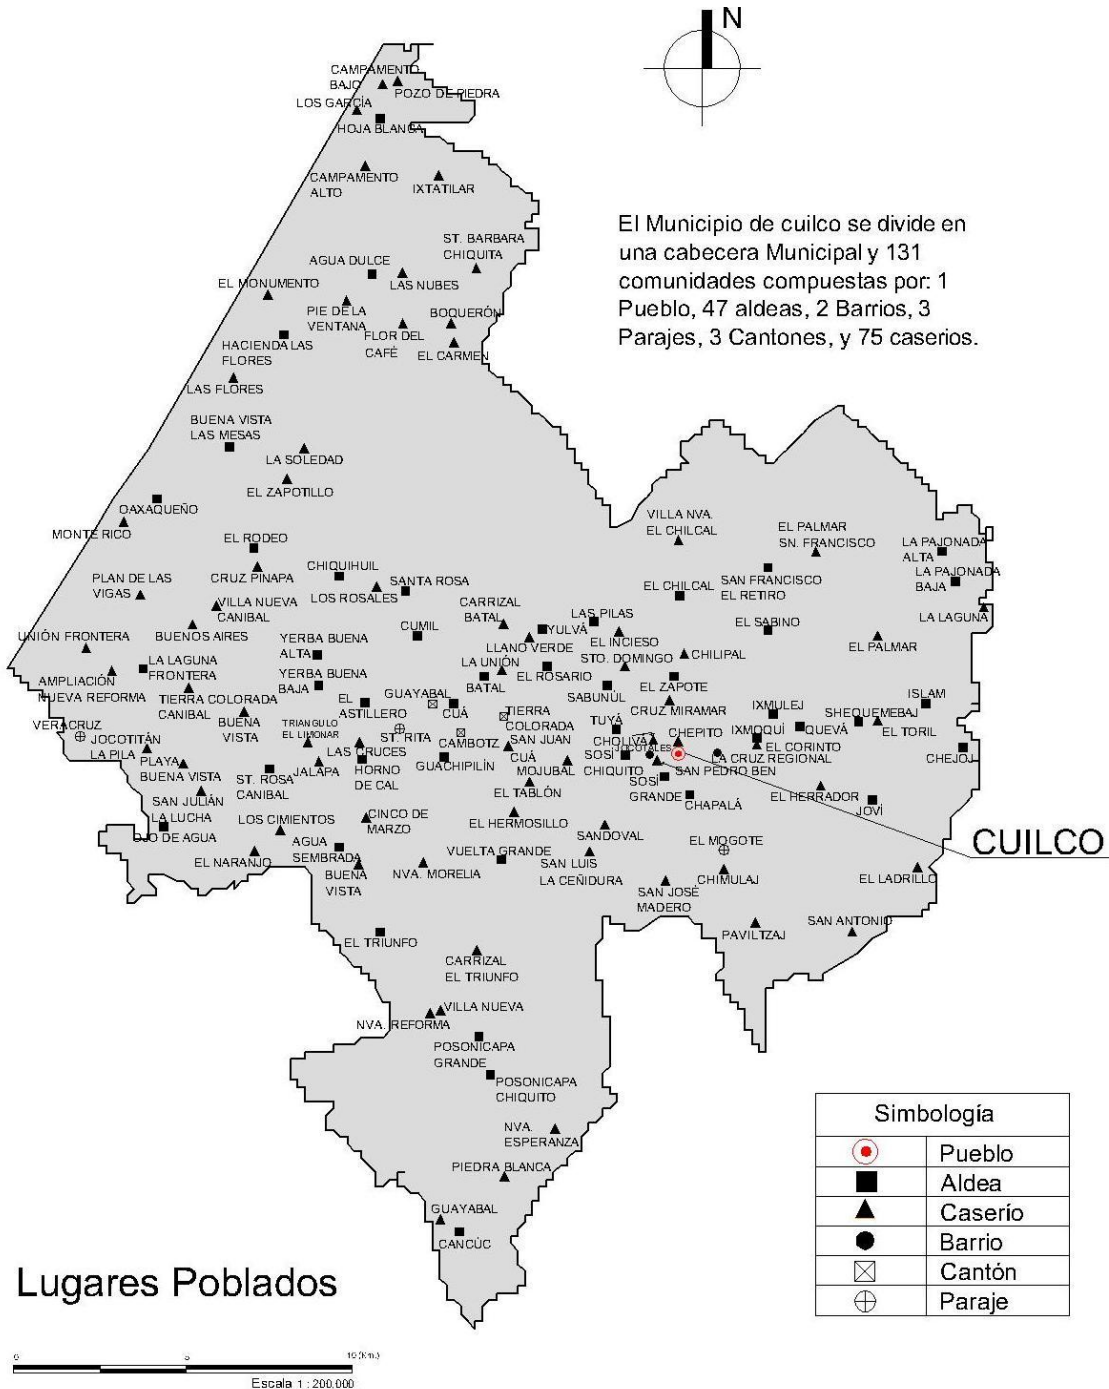 N
CAMPAMENTO
BAJO
POZO DE PIEDRA
LOS GARCÍA
HOJA BLANCA
CAMPAMENTO
ALTO
IXTATILAR
El Municipio de cuilco se divide en
una cabecera Municipal y 131
comunidades compuestas por: 1
Pueblo, 47 aldeas, 2 Barrios, 3
Parajes, 3 Cantones, y 75 caserios.
ST. BARBARA
CHIQUITA
AGUA DULCE
LAS NUBES
EL MONUMENTO
PIE DE LA
VENTANA
BOQUERÓN
FLOR DEL
CAFÉ
EL CARMEN
HACIENDA LAS
FLORES
LAS FLORES
BUENA VISTA
LAS MESAS
LA SOLEDAD
EL ZAPOTILLO
OAXAQUEÑO
MONTE RICO
VILLA NVA.
EL CHILCAL
EL PALMAR
SN. FRANCISCO
LA PAJONADA
ALTA
LA PAJONADA
BAJA
EL RODEO
CRUZ PINAPA
CHIQUIHUIL
LOS ROSALES
SANTA ROSA
EL CHILCAL
SAN FRANCISCO
EL RETIRO
PLAN DE LAS
VIGAS
VILLA NUEVA
CANIBAL
CARRIZAL
BATAL
LAS PILAS
EL SABINO
LA LAGUNA
UNIÓN FRONTERA
BUENOS AIRES
YERBA BUENA
ALTA
CUMIL
YULVÁ
LLANO VERDE
EL INCIESO
STO. DOMINGO
CHILIPAL
EL PALMAR
LA LAGUNA
FRONTERA
YERBA BUENA
BAJA
LA UNIÓN
BATAL
EL ROSARIO
SABUNÚL
EL ZAPOTE
AMPLIACIÓN
NUEVA REFORMA
TIERRA COLORADA
CANIBAL
EL
ASTILLERO
GUAYABAL
CUÁ
TIERRA
COLORADA
CRUZ MIRAMAR
IXMULEJ
SHEQUEMEBAJ
ISLAM
VERACRUZ
BUENA
VISTA
TRIANGULO
EL LIMONAR
ST. RITA
CAMBOTZ
SAN JUAN
CUÁ
TUYÁ
CHOLIVA
CHEPITO
IXMOQUÍ
QUEVÁ
EL TORIL
JOCOTITÁN
LA PILA
PLAYA
BUENA VISTA
LAS CRUCES
JALAPA
HORNO
DE CAL
GUACHIPILÍN
MOJUBAL
JOCOTALES
SOSÍ
CHIQUITO
SAN PEDRO BEN
LA CRUZ REGIONAL
EL CORINTO
CHEJOJ
ST. ROSA
CANIBAL
EL TABLÓN
SOSÍ
GRANDE
CHAPALÁ
EL HERRADOR
JOVÍ
SAN JULIÁN
LA LUCHA
OJO DE AGUA
LOS CIMIENTOS
CINCO DE
MARZO
EL HERMOSILLO
SANDOVAL
EL MOGOTE
CUILCO
EL NARANJO
AGUA
SEMBRADA
BUENA
VISTA
NVA. MORELIA
VUELTA GRANDE
SAN LUIS
LA CEÑIDURA
CHIMULAJ
EL LADRILLO
SAN JOSÉ
MADERO
PAVILTZAJ
SAN ANTONIO
EL TRIUNFO
CARRIZAL
EL TRIUNFO
VILLA NUEVA
NVA. REFORMA
POSONICAPA
GRANDE
POSONICAPA
CHIQUITO
NVA.
ESPERANZA
PIEDRA BLANCA
GUAYABAL
CANCÚC
Simbología
Pueblo
Aldea
Caserío
Barrio
Cantón
Paraje
Lugares Poblados
0 5 10 (Km.)
Escala 1 : 200,000